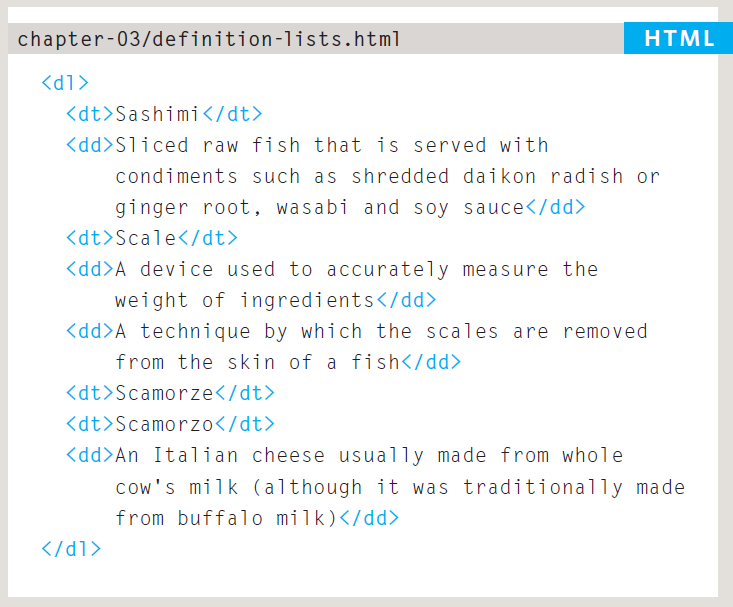 chapter-03/definition-lists.html HTML
<dl>
<dt>Sashimi</dt>
<dd>Sliced raw fish that is served with
condiments such as shredded daikon radish or
ginger root, wasabi and soy sauce</dd>
<dt>Scale</dt>
<dd>A device used to accurately measure the
weight of ingredients</dd>
<dd>A technique by which the scales are removed
from the skin of a fish</dd>
<dt>Scamorze</dt>
<dt>Scamorzo</dt>
<dd>An Italian cheese usually made from whole
cow's milk (although it was traditionally made
from buffalo milk)</dd>
</dl>